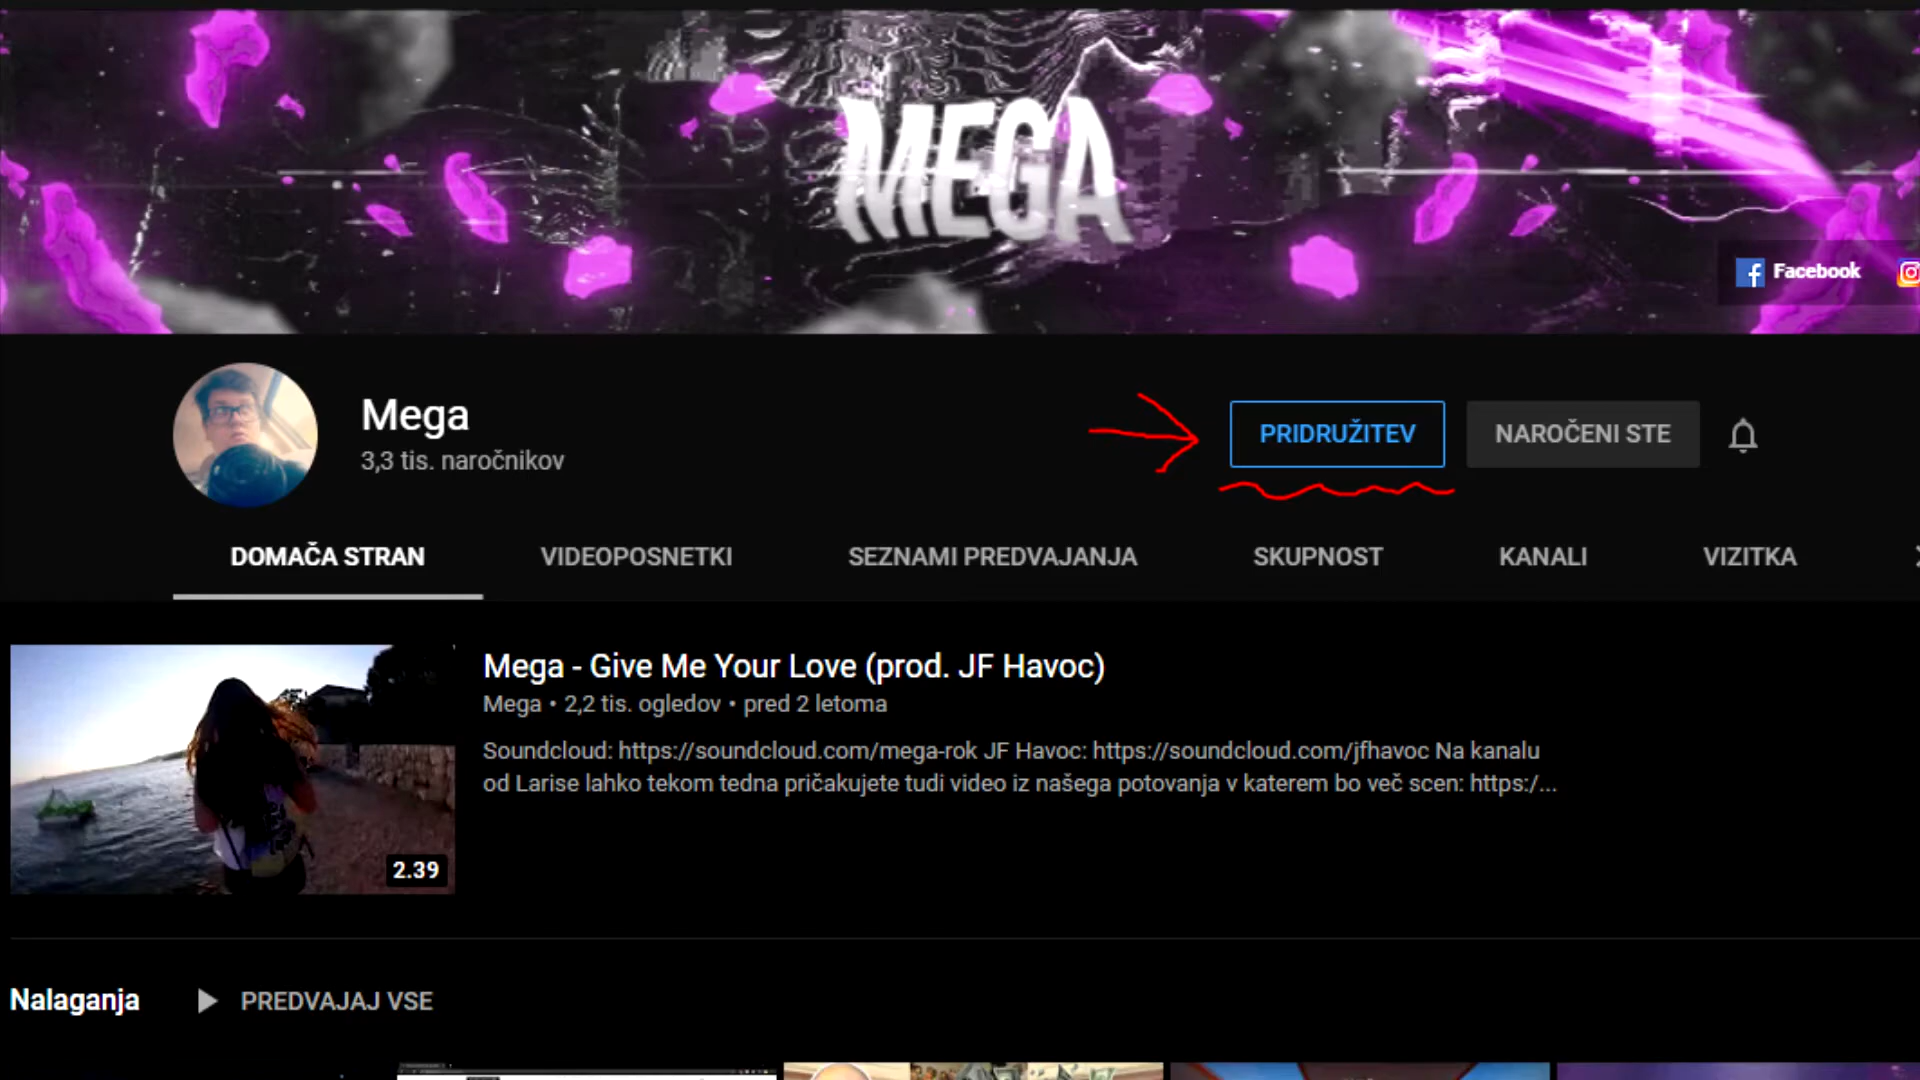 MEGA
Facebook
Mega
3,3 tis. naročnikov
PRIDRUŽITEV
NAROČENI STE
DOMAČA STRAN
VIDEOPOSNETKI
SEZNAMI PREDVAJANJA
SKUPNOST
KANALI
VIZITKA
Mega - Give Me Your Love (prod. JF Havoc)
Mega • 2,2 tis. ogledov • pred 2 letoma
Soundcloud: https://soundcloud.com/mega-rok JF Havoc: https://soundcloud.com/jfhavoc Na kanalu
od Larise lahko tekom tedna pričakujete tudi video iz našega potovanja v katerem bo več scen: https:/...
2.39
Nalaganja
PREDVAJAJ VSE